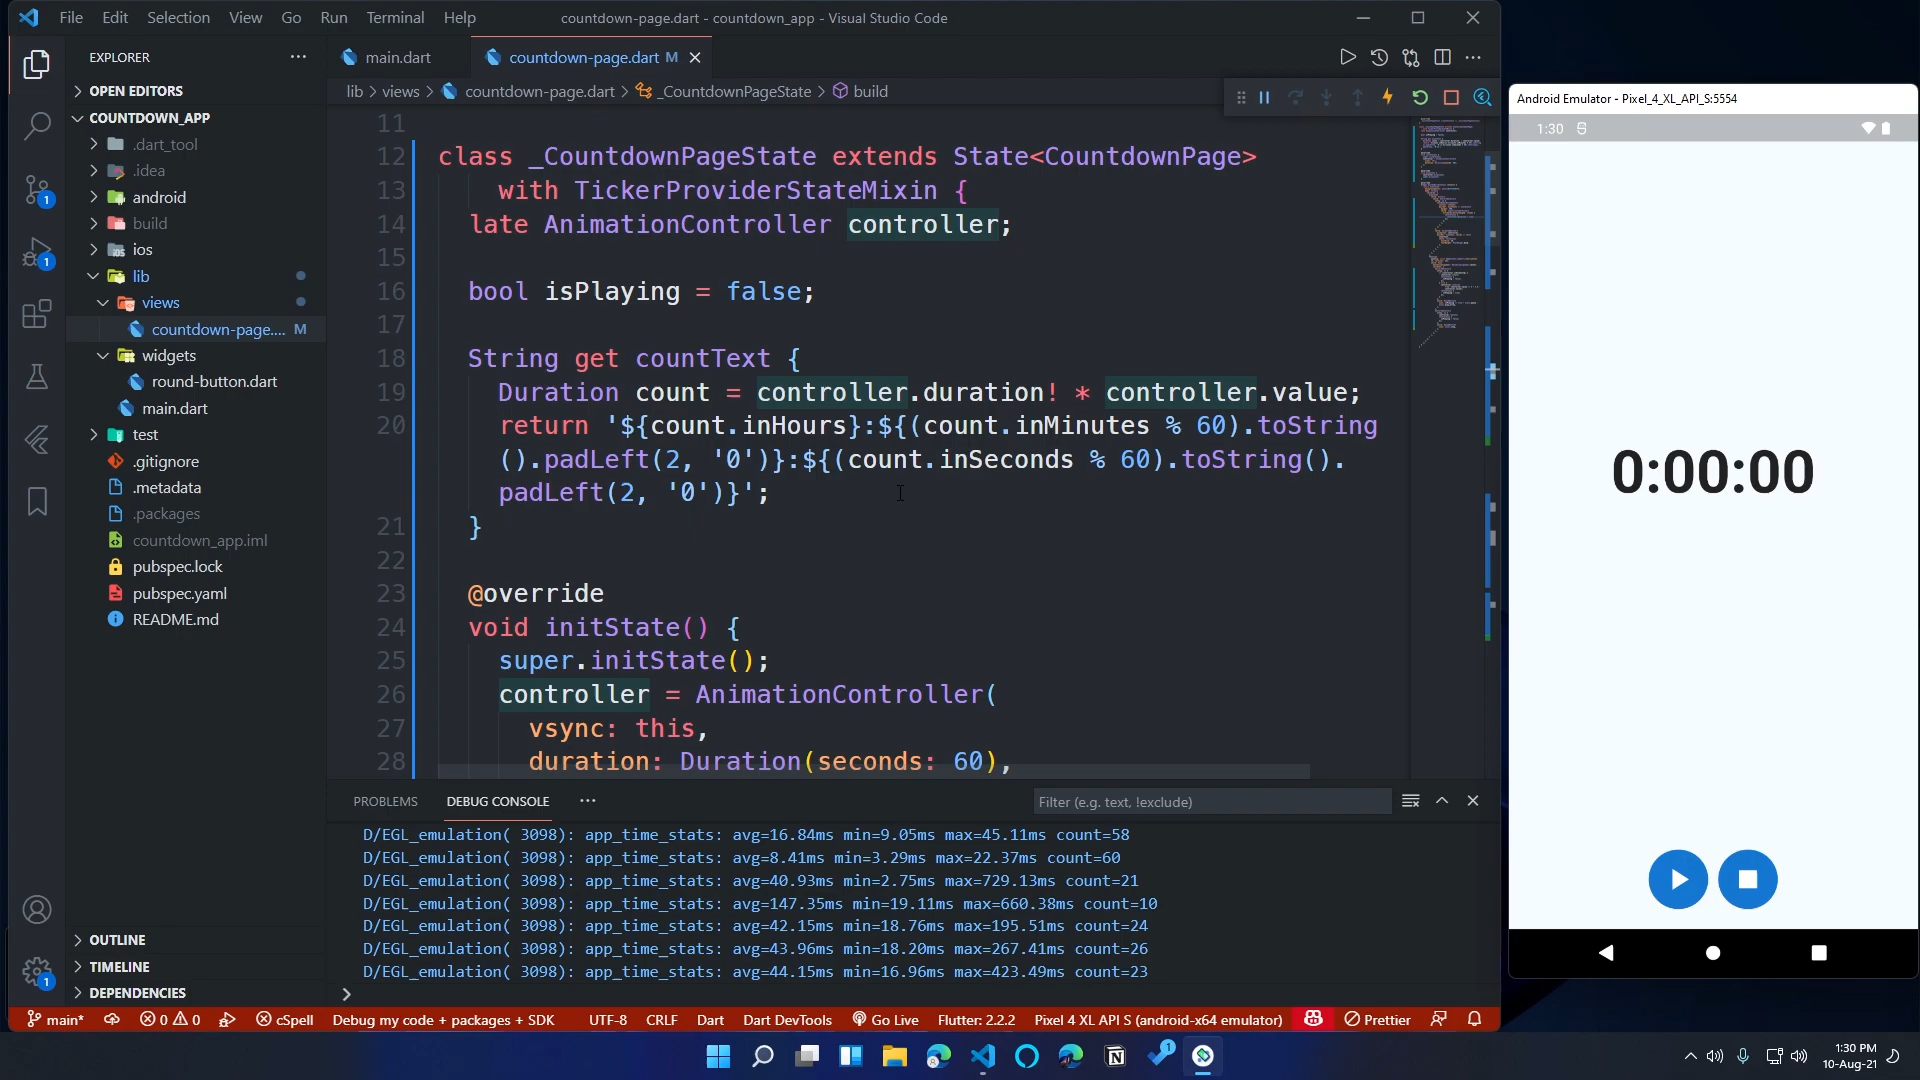 File Edit Selection View Go Run Terminal Help
countdown-page.dart - countdown_app - Visual Studio Code
EXPLORER
OPEN EDITORS
COUNTDOWN_APP
.dart_tool
.idea
android
build
ios
lib
views
countdown-page.... M
widgets
round-button.dart
main.dart
test
.gitignore
.metadata
.packages
countdown_app.iml
pubspec.lock
pubspec.yaml
README.md
OUTLINE
TIMELINE
DEPENDENCIES
1
1
1
main.dart
countdown-page.dart M
lib > views > countdown-page.dart > _CountdownPageState > build
11
12 class _CountdownPageState extends State<CountdownPage>
13 with TickerProviderStateMixin {
14 late AnimationController controller;
15
16 bool isPlaying = false;
17
18 String get countText {
19 Duration count = controller.duration! * controller.value;
20 return '${count.inHours}:${(count.inMinutes % 60).toString
().padLeft(2, '0')}:${(count.inSeconds % 60).toString().
padLeft(2, '0')}';
21 }
22
23 @override
24 void initState() {
25 super.initState();
26 controller = AnimationController(
27 vsync: this,
28 duration: Duration(seconds: 60),
PROBLEMS DEBUG CONSOLE
Filter (e.g. text, !exclude)
D/EGL_emulation( 3098): app_time_stats: avg=16.84ms min=9.05ms max=45.11ms count=58
D/EGL_emulation( 3098): app_time_stats: avg=8.41ms min=3.29ms max=22.37ms count=60
D/EGL_emulation( 3098): app_time_stats: avg=40.93ms min=2.75ms max=729.13ms count=21
D/EGL_emulation( 3098): app_time_stats: avg=147.35ms min=19.11ms max=660.38ms count=10
D/EGL_emulation( 3098): app_time_stats: avg=42.15ms min=18.76ms max=195.51ms count=24
D/EGL_emulation( 3098): app_time_stats: avg=43.96ms min=18.20ms max=267.41ms count=26
D/EGL_emulation( 3098): app_time_stats: avg=44.15ms min=16.96ms max=423.49ms count=23
main* 0 0 cSpell Debug my code + packages + SDK UTF-8 CRLF Dart Dart DevTools Go Live Flutter: 2.2.2 Pixel 4 XL API S (android-x64 emulator) Prettier
Android Emulator - Pixel_4_XL_API_S:5554
1:30
0:00:00
1
1:30 PM
10-Aug-21